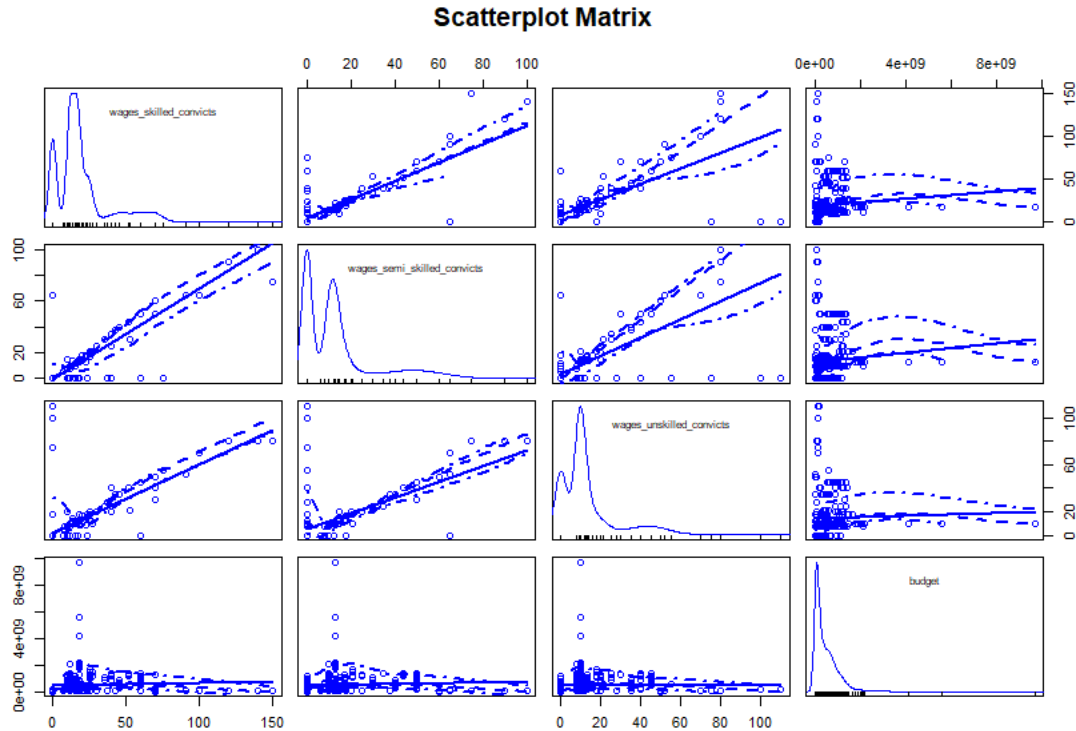 Scatterplot Matrix
0 20 40 60 80 100
0e+00 4e+09 8e+09
wages_skilled_convicts
0 50 100 150
0 20 60 100
wages_semi_skilled_convicts
wages_unskilled_convicts
0 20 60 100
0e+00 4e+09 8e+09
budget
0 50 100 150
0 20 40 60 80 100